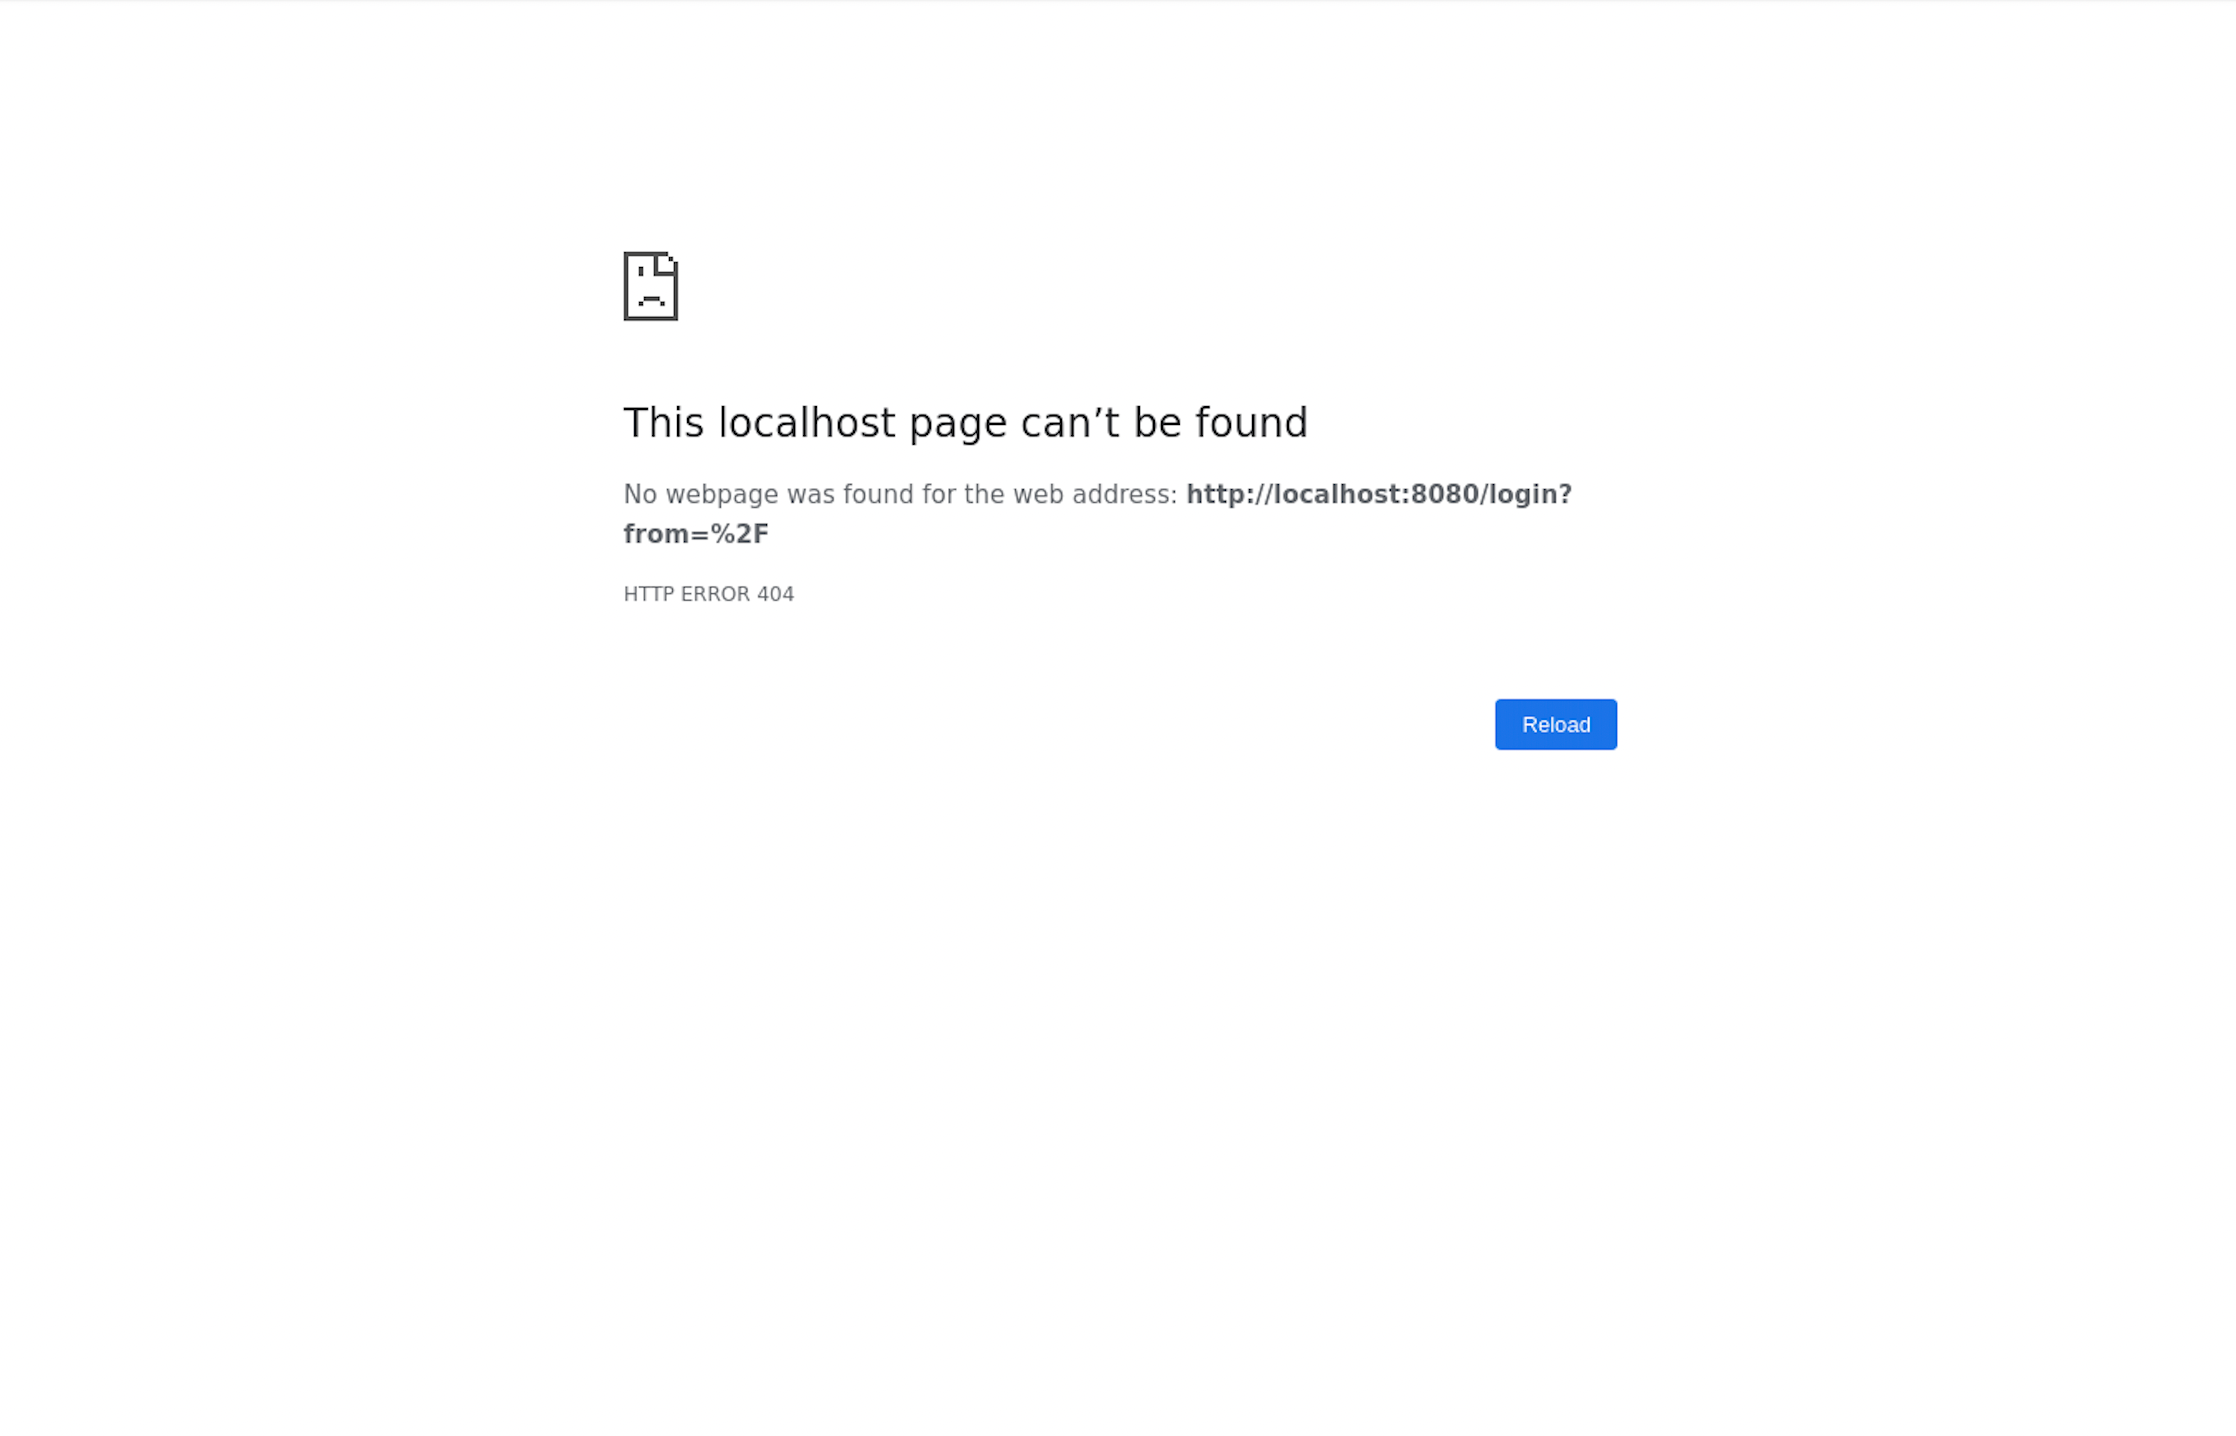 This localhost page can’t be found
No webpage was found for the web address: http://localhost:8080/login?
from=%2F
HTTP ERROR 404
Reload